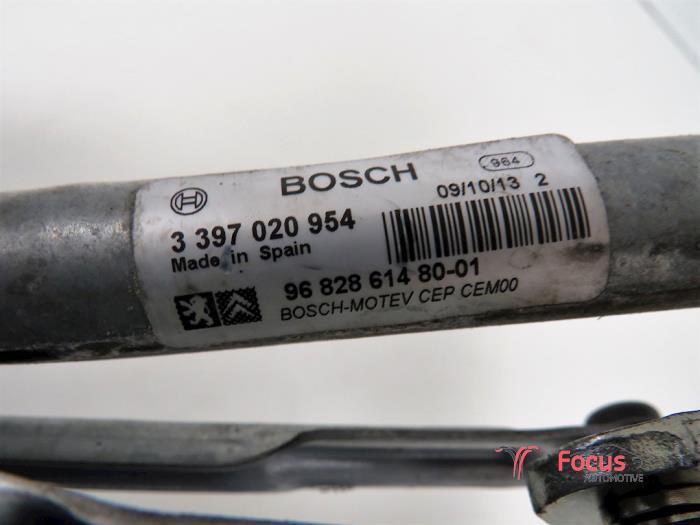 BOSCH
964
3 397 020 954
09/10/13 2
Made in Spain
96 828 614 80-01
BOSCH-MOTEV CEP CEM00
Focus
AUTOMOTIVE